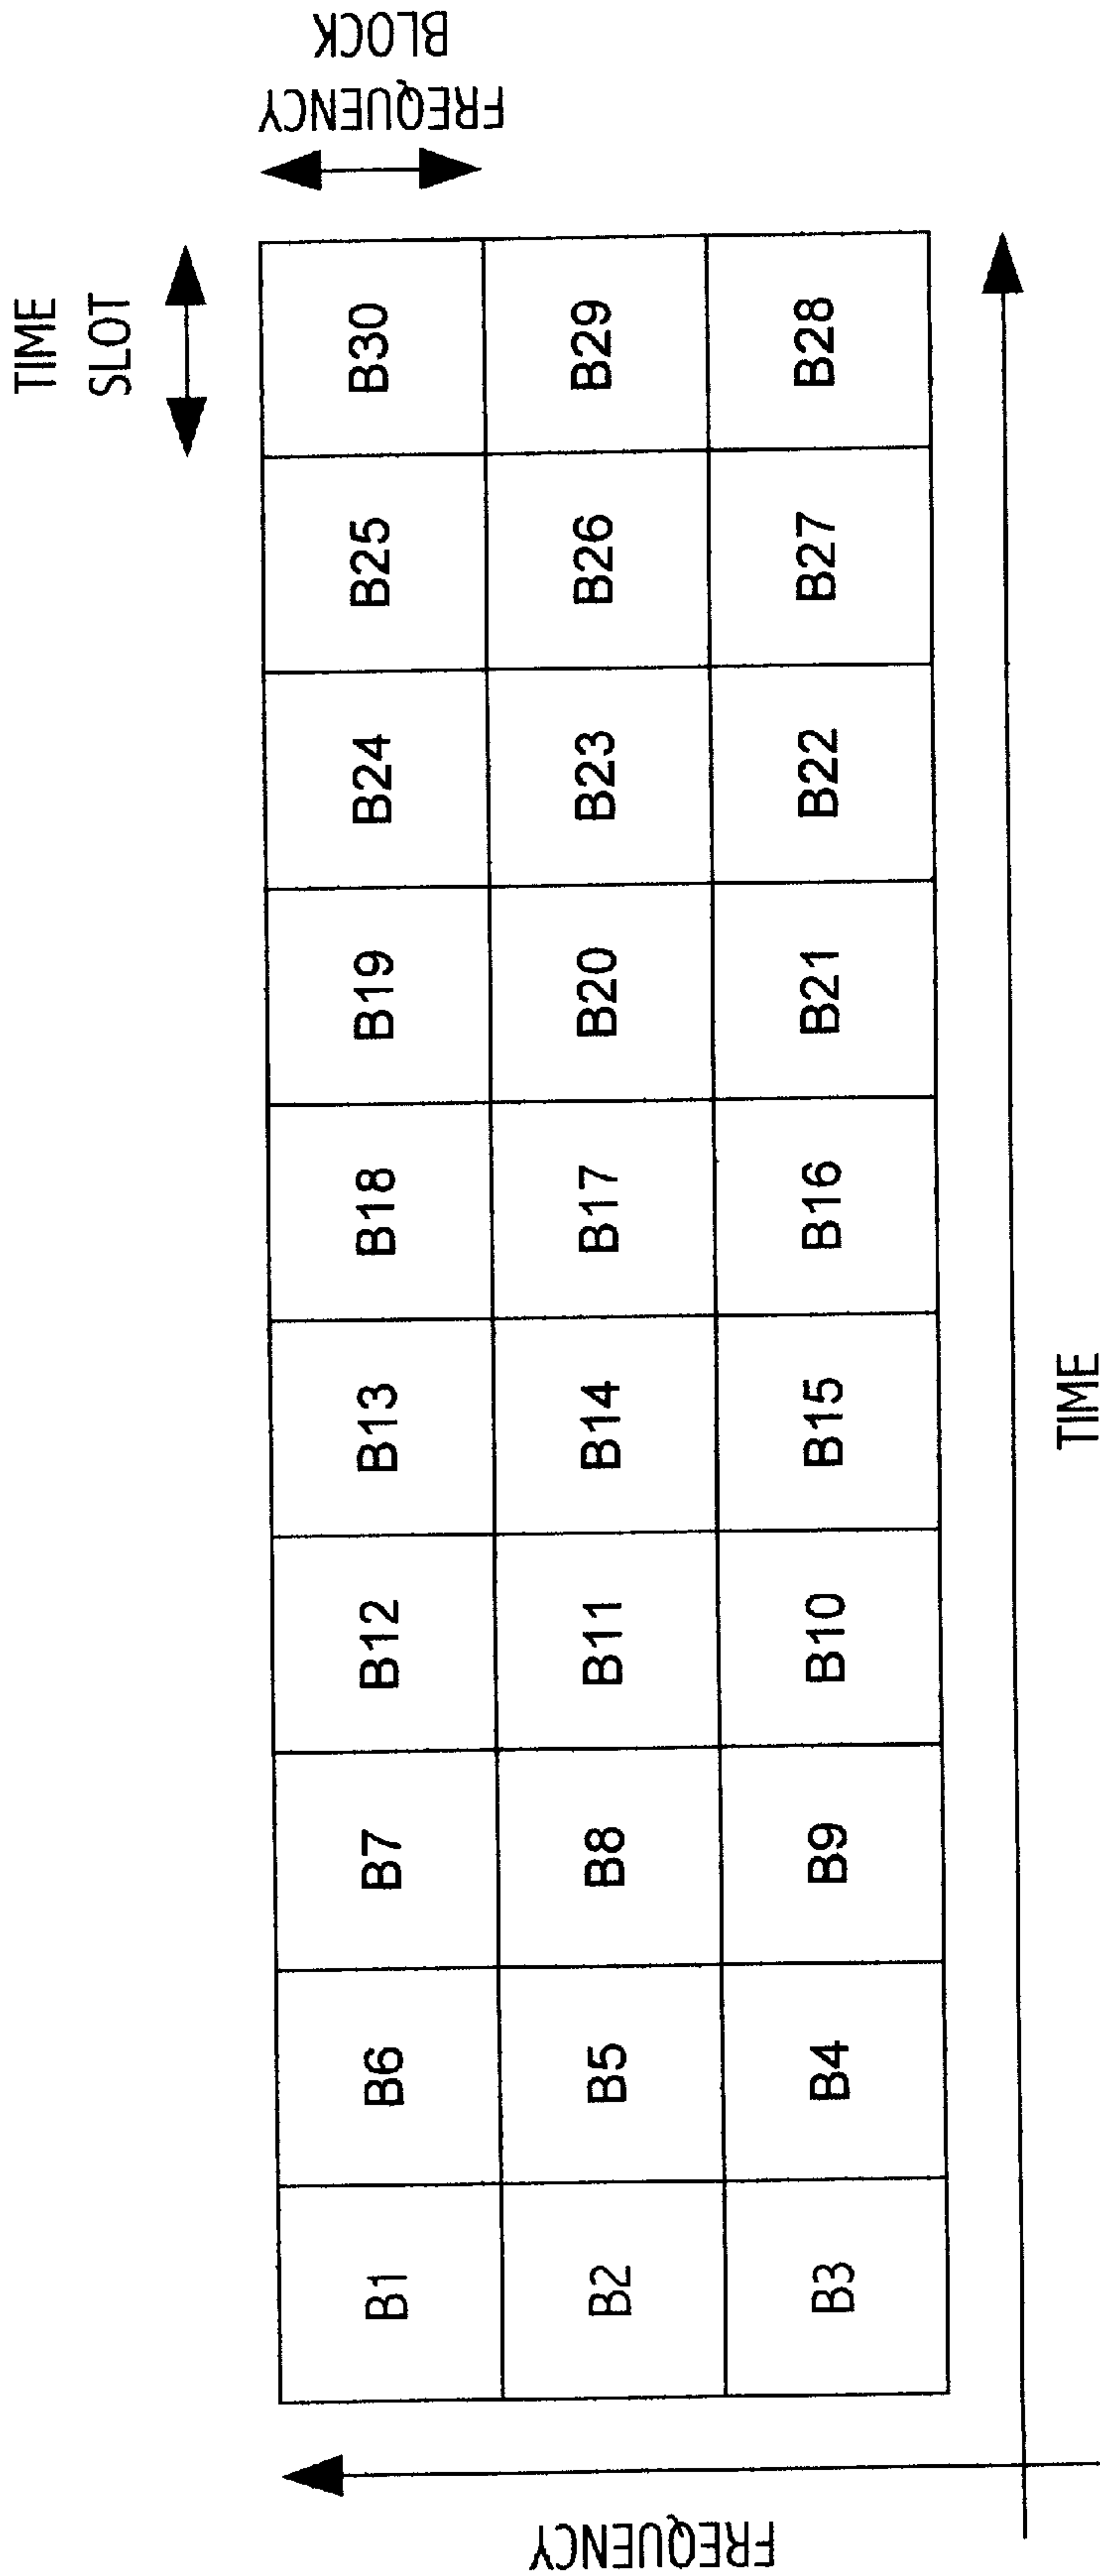 TIME
SLOT
FREQUENCY
BLOCK
B1 B6 B7 B12 B13 B18 B19 B24 B25 B30
B2 B5 B8 B11 B14 B17 B20 B23 B26 B29
B3 B4 B9 B10 B15 B16 B21 B22 B27 B28
FREQUENCY
TIME